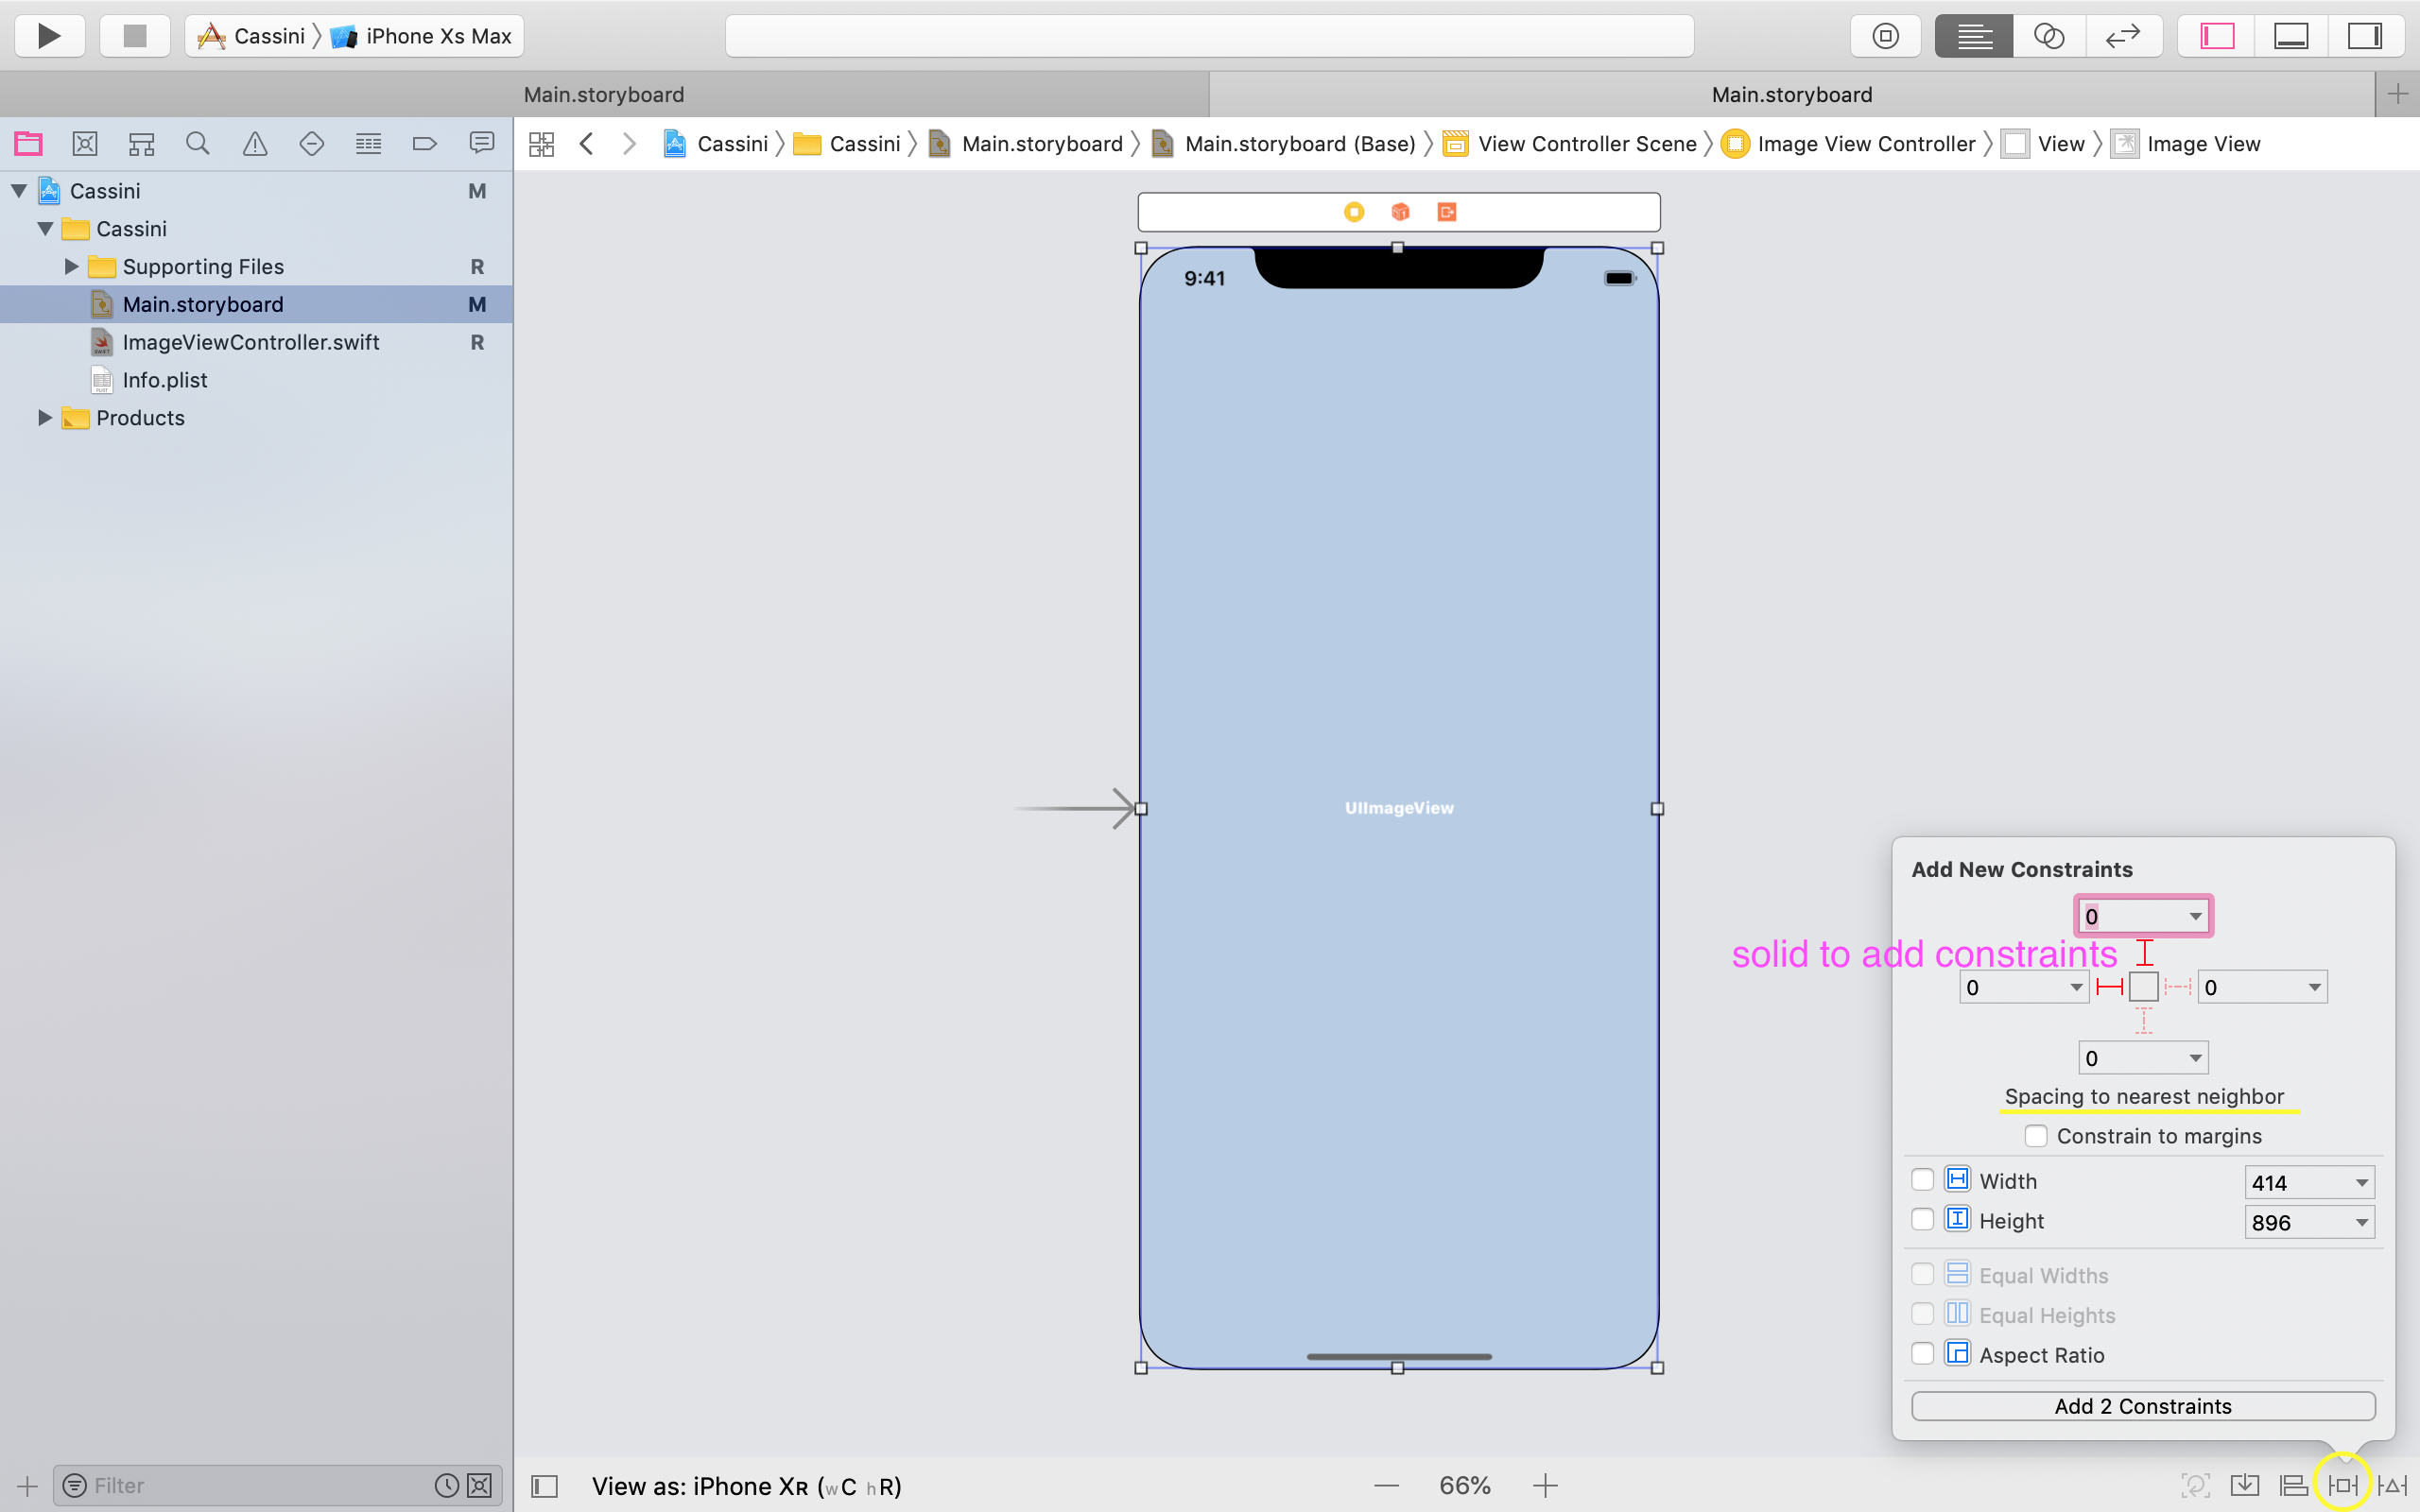 Cassini
iPhone Xs Max
Main.storyboard
Main.storyboard
Cassini
Cassini
Main.storyboard
Main.storyboard (Base)
View Controller Scene
Image View Controller
View
Image View
Cassini M
Cassini
Supporting Files R
Main.storyboard M
ImageViewController.swift R
Info.plist
Products
9:41
UIImageView
Add New Constraints
0
solid to add constraints
0 0
0
Spacing to nearest neighbor
Constrain to margins
Width 414
Height 896
Equal Widths
Equal Heights
Aspect Ratio
Add 2 Constraints
Filter
View as: iPhone XR (wC hR)
66%